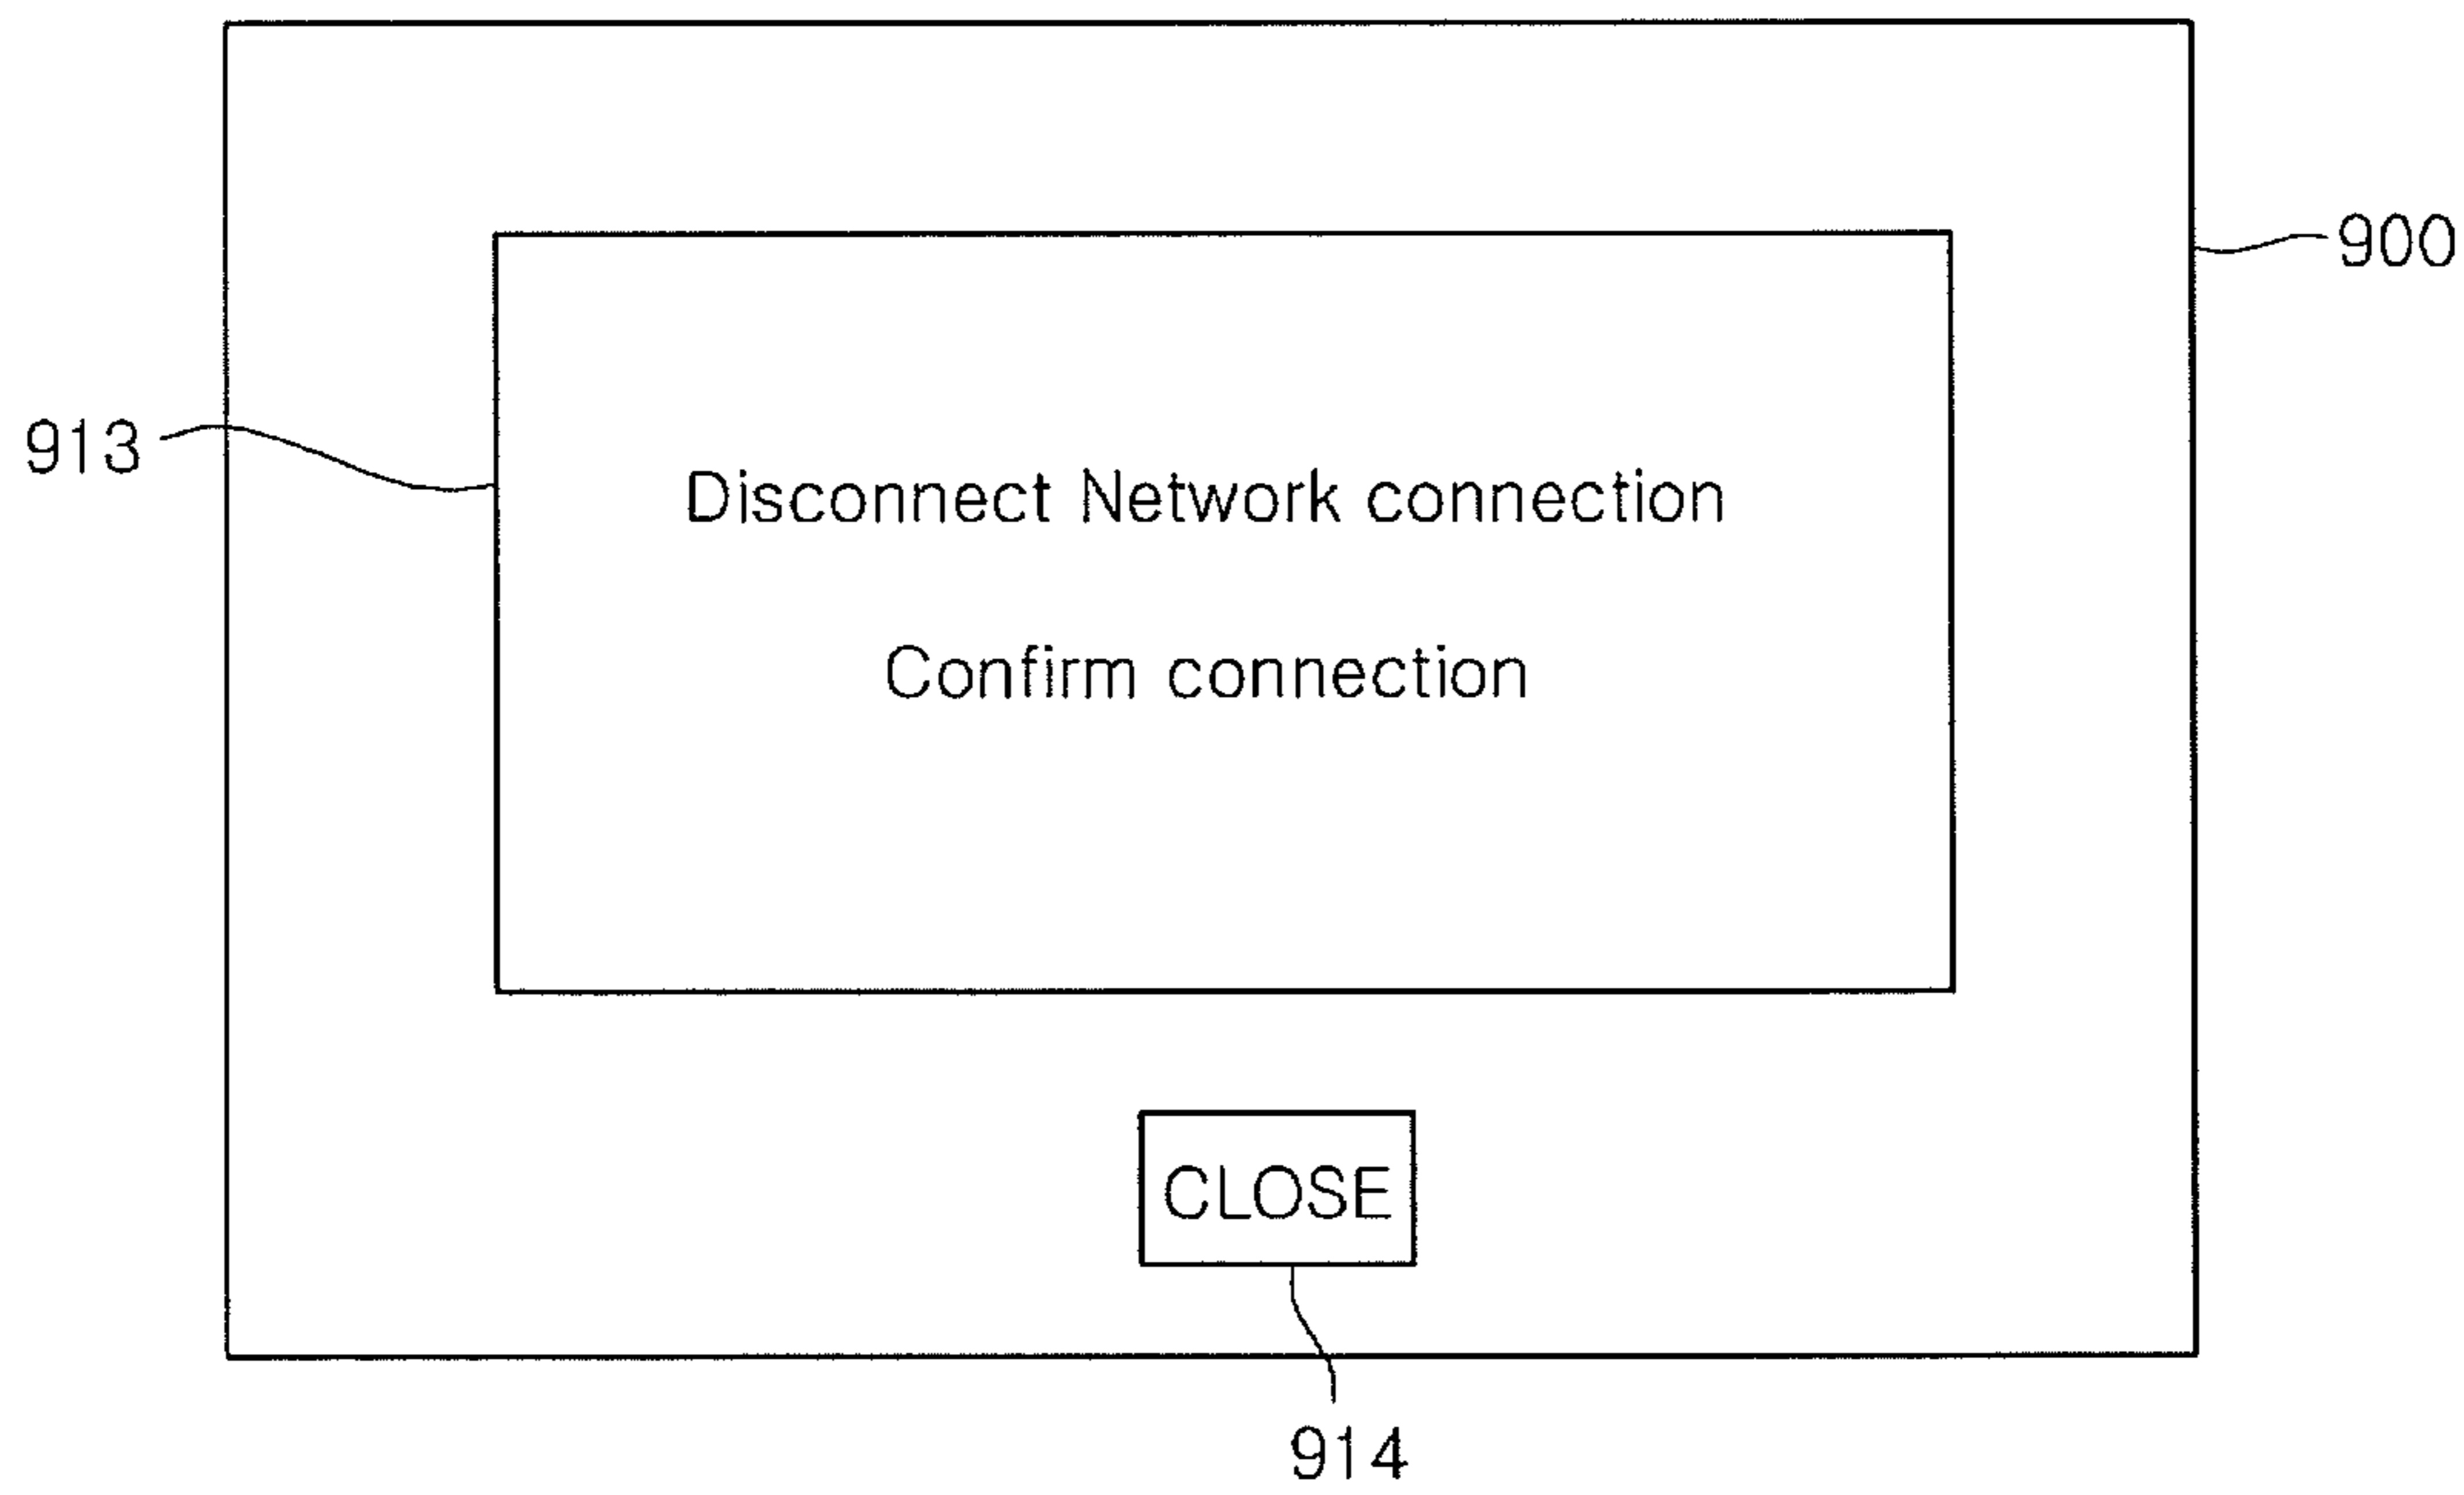 900
913
Disconnect Network connection
Confirm connection
CLOSE
914